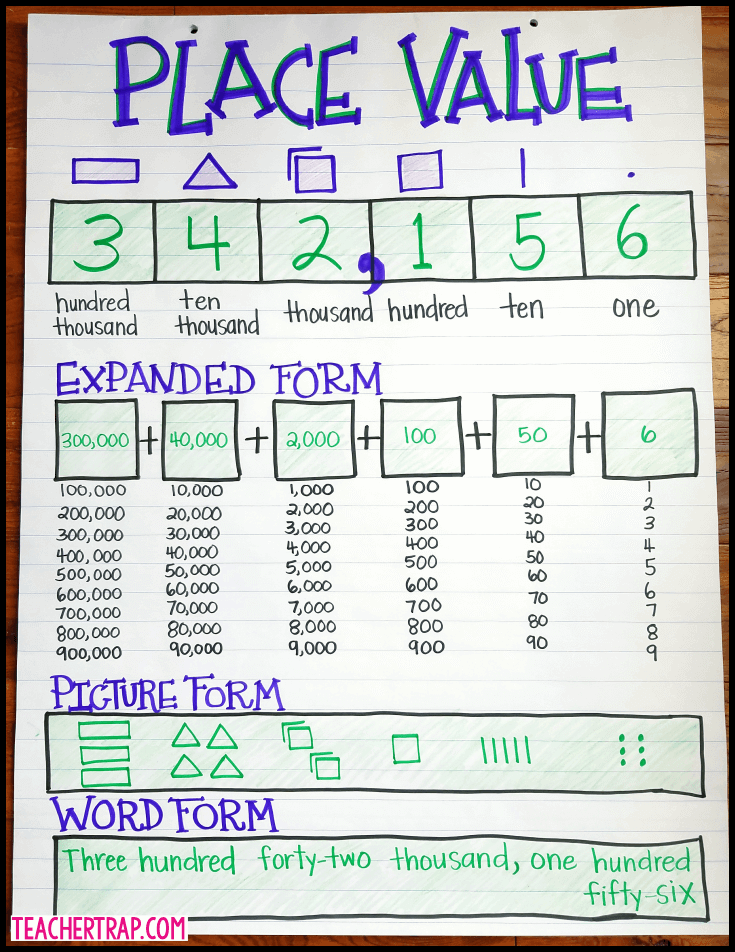 PLACE VALUE
3 4 2, 1 5 6
hundred thousand ten thousand thousand hundred ten one
EXPANDED FORM
300,000 + 40,000 + 2,000 + 100 + 50 + 6
100,000 10,000 1,000 100 10 1
200,000 20,000 2,000 200 20 2
300,000 30,000 3,000 300 30 3
400,000 40,000 4,000 400 40 4
500,000 50,000 5,000 500 50 5
600,000 60,000 6,000 600 60 6
700,000 70,000 7,000 700 70 7
800,000 80,000 8,000 800 80 8
900,000 90,000 9,000 900 90 9
PICTURE FORM
WORD FORM
Three hundred forty-two thousand, one hundred
fifty-six
TEACHERTRAP.COM